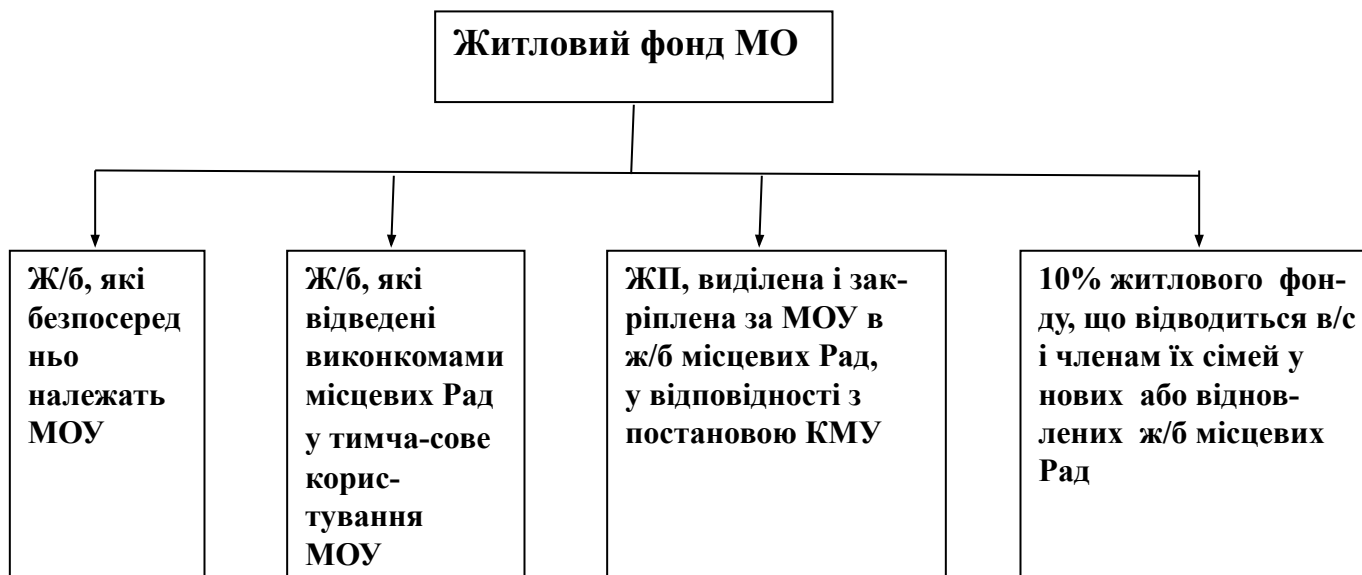 Житловий фонд МО
Ж/б, які
безпосеред
ньо
належать
МОУ
Ж/б, які
відведені
виконкомами
місцевих Рад
у тимча-сове
корис-
тування
МОУ
ЖП, виділена і зак-
ріплена за МОУ в
ж/б місцевих Рад,
у відповідності з
постановою КМУ
10% житлового фон-
ду, що відводиться в/с
і членам їх сімей у
нових або віднов-
лених ж/б місцевих
Рад